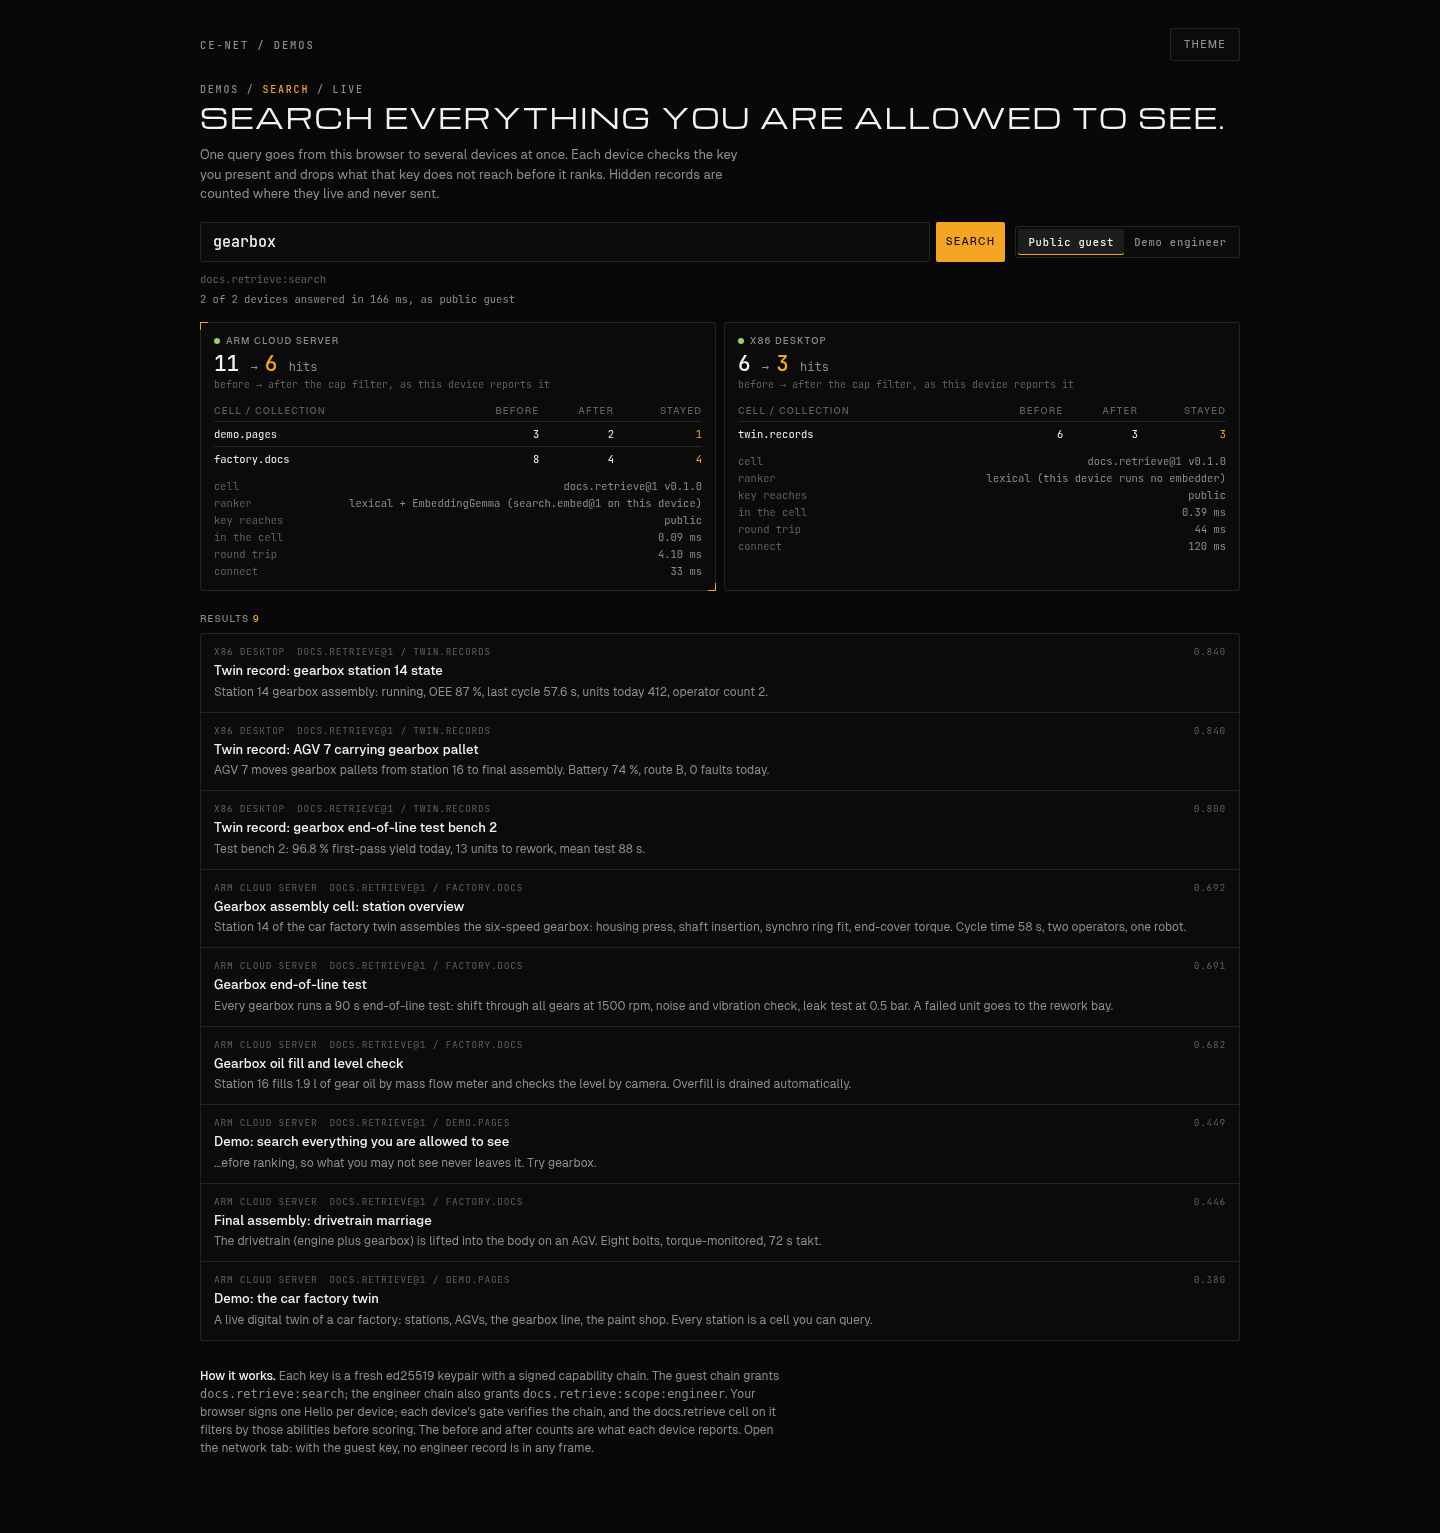 CE-NET / DEMOS
THEME
DEMOS / SEARCH / LIVE
SEARCH EVERYTHING YOU ARE ALLOWED TO SEE.
One query goes from this browser to several devices at once. Each device checks the key
you present and drops what that key does not reach before it ranks. Hidden records are
counted where they live and never sent.
gearbox
SEARCH
Public guest
Demo engineer
docs.retrieve:search
2 of 2 devices answered in 166 ms, as public guest
ARM CLOUD SERVER
11 → 6 hits
before → after the cap filter, as this device reports it
CELL / COLLECTION BEFORE AFTER STAYED
demo.pages 3 2 1
factory.docs 8 4 4
cell docs.retrieve@1 v0.1.0
ranker lexical + EmbeddingGemma (search.embed@1 on this device)
key reaches public
in the cell 0.09 ms
round trip 4.10 ms
connect 33 ms
X86 DESKTOP
6 → 3 hits
before → after the cap filter, as this device reports it
CELL / COLLECTION BEFORE AFTER STAYED
twin.records 6 3 3
cell docs.retrieve@1 v0.1.0
ranker lexical (this device runs no embedder)
key reaches public
in the cell 0.39 ms
round trip 44 ms
connect 120 ms
RESULTS 9
X86 DESKTOP DOCS.RETRIEVE@1 / TWIN.RECORDS 0.840
Twin record: gearbox station 14 state
Station 14 gearbox assembly: running, OEE 87 %, last cycle 57.6 s, units today 412, operator count 2.
X86 DESKTOP DOCS.RETRIEVE@1 / TWIN.RECORDS 0.840
Twin record: AGV 7 carrying gearbox pallet
AGV 7 moves gearbox pallets from station 16 to final assembly. Battery 74 %, route B, 0 faults today.
X86 DESKTOP DOCS.RETRIEVE@1 / TWIN.RECORDS 0.800
Twin record: gearbox end-of-line test bench 2
Test bench 2: 96.8 % first-pass yield today, 13 units to rework, mean test 88 s.
ARM CLOUD SERVER DOCS.RETRIEVE@1 / FACTORY.DOCS 0.692
Gearbox assembly cell: station overview
Station 14 of the car factory twin assembles the six-speed gearbox: housing press, shaft insertion, synchro ring fit, end-cover torque. Cycle time 58 s, two operators, one robot.
ARM CLOUD SERVER DOCS.RETRIEVE@1 / FACTORY.DOCS 0.691
Gearbox end-of-line test
Every gearbox runs a 90 s end-of-line test: shift through all gears at 1500 rpm, noise and vibration check, leak test at 0.5 bar. A failed unit goes to the rework bay.
ARM CLOUD SERVER DOCS.RETRIEVE@1 / FACTORY.DOCS 0.682
Gearbox oil fill and level check
Station 16 fills 1.9 l of gear oil by mass flow meter and checks the level by camera. Overfill is drained automatically.
ARM CLOUD SERVER DOCS.RETRIEVE@1 / DEMO.PAGES 0.449
Demo: search everything you are allowed to see
…efore ranking, so what you may not see never leaves it. Try gearbox.
ARM CLOUD SERVER DOCS.RETRIEVE@1 / FACTORY.DOCS 0.446
Final assembly: drivetrain marriage
The drivetrain (engine plus gearbox) is lifted into the body on an AGV. Eight bolts, torque-monitored, 72 s takt.
ARM CLOUD SERVER DOCS.RETRIEVE@1 / DEMO.PAGES 0.380
Demo: the car factory twin
A live digital twin of a car factory: stations, AGVs, the gearbox line, the paint shop. Every station is a cell you can query.
How it works. Each key is a fresh ed25519 keypair with a signed capability chain. The guest chain grants
docs.retrieve:search; the engineer chain also grants docs.retrieve:scope:engineer. Your
browser signs one Hello per device; each device's gate verifies the chain, and the docs.retrieve cell on it
filters by those abilities before scoring. The before and after counts are what each device reports. Open
the network tab: with the guest key, no engineer record is in any frame.